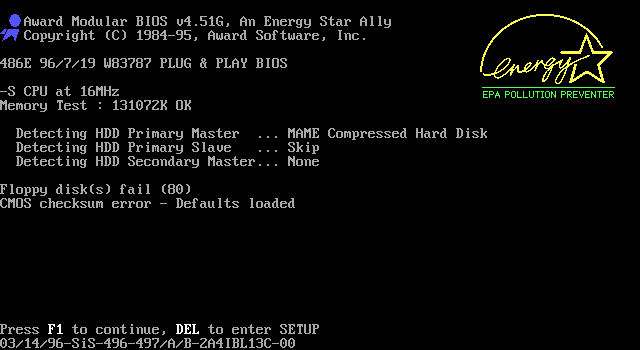 Award Modular BIOS v4.51G, An Energy Star Ally
Copyright (C) 1984-95, Award Software, Inc.
energy
EPA POLLUTION PREVENTER
486E 96/7/19 W83787 PLUG & PLAY BIOS
-S CPU at 16MHz
Memory Test : 131072K OK
Detecting HDD Primary Master ... MAME Compressed Hard Disk
Detecting HDD Primary Slave ... Skip
Detecting HDD Secondary Master... None
Floppy disk(s) fail (80)
CMOS checksum error - Defaults loaded
Press F1 to continue, DEL to enter SETUP
03/14/96-SiS-496-497/A/B-2A4IBL13C-00